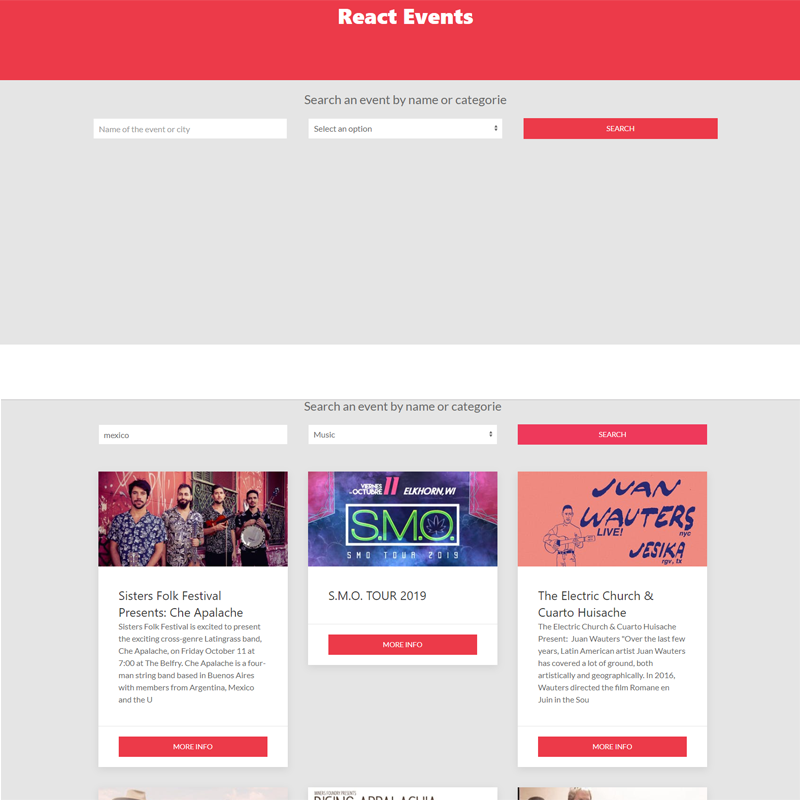 React Events
Search an event by name or categorie
Name of the event or city
Select an option
SEARCH
Search an event by name or categorie
mexico
Music
SEARCH
VIERNES
DE OCTUBRE 11 ELKHORN, WI
S.M.O.
SMO TOUR 2019
JUAN
WAUTERS
LIVE!
nyc
JESIKA
rgv, tx
Sisters Folk Festival
Presents: Che Apalache
Sisters Folk Festival is excited to present
the exciting cross-genre Latingrass band,
Che Apalache, on Friday October 11 at
7:00 at The Belfry. Che Apalache is a four-
man string band based in Buenos Aires
with members from Argentina, Mexico
and the U
MORE INFO
S.M.O. TOUR 2019
MORE INFO
The Electric Church &
Cuarto Huisache
The Electric Church & Cuarto Huisache
Present:  Juan Wauters "Over the last few
years, Latin American artist Juan Wauters
has covered a lot of ground, both
artistically and geographically. In 2016,
Wauters directed the film Romane en
Juin in the Sou
MORE INFO
MINERS FOUNDRY PRESENTS
RISING APPALACHIA